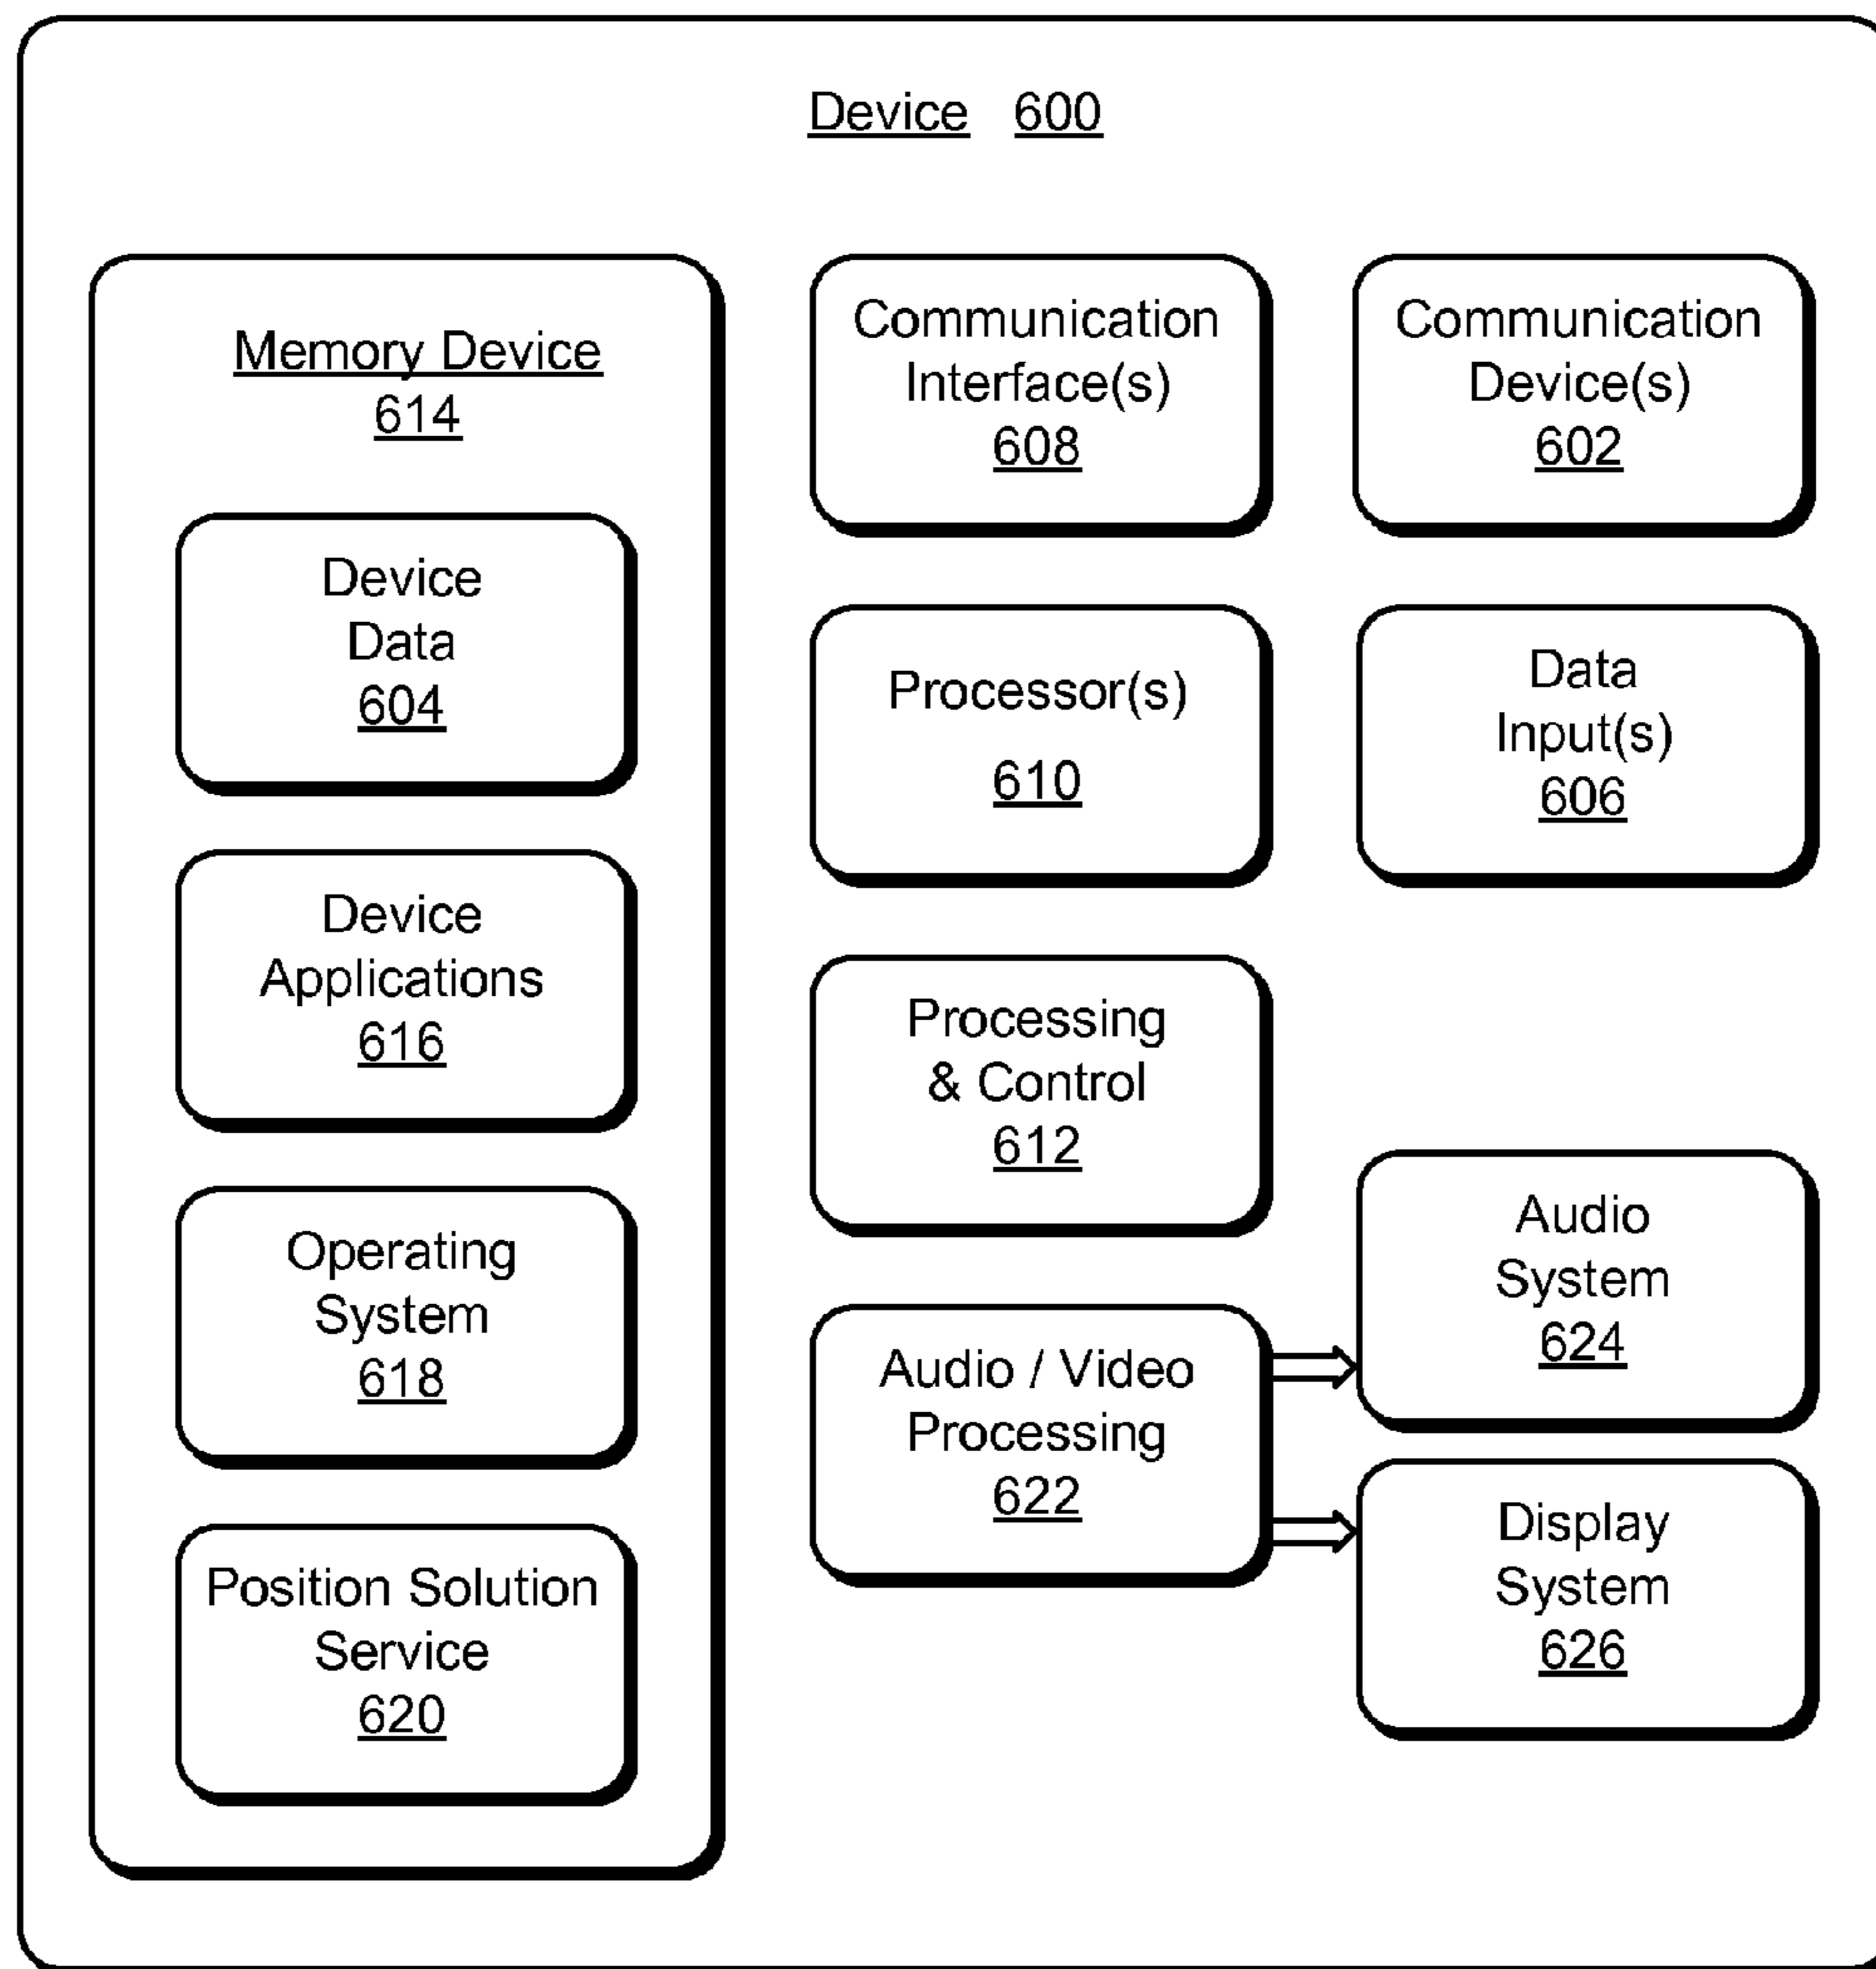 Device 600
Memory Device
614
Device
Data
604
Device
Applications
616
Operating
System
618
Position Solution
Service
620
Communication
Interface(s)
608
Communication
Device(s)
602
Processor(s)
610
Data
Input(s)
606
Processing
& Control
612
Audio / Video
Processing
622
Audio
System
624
Display
System
626